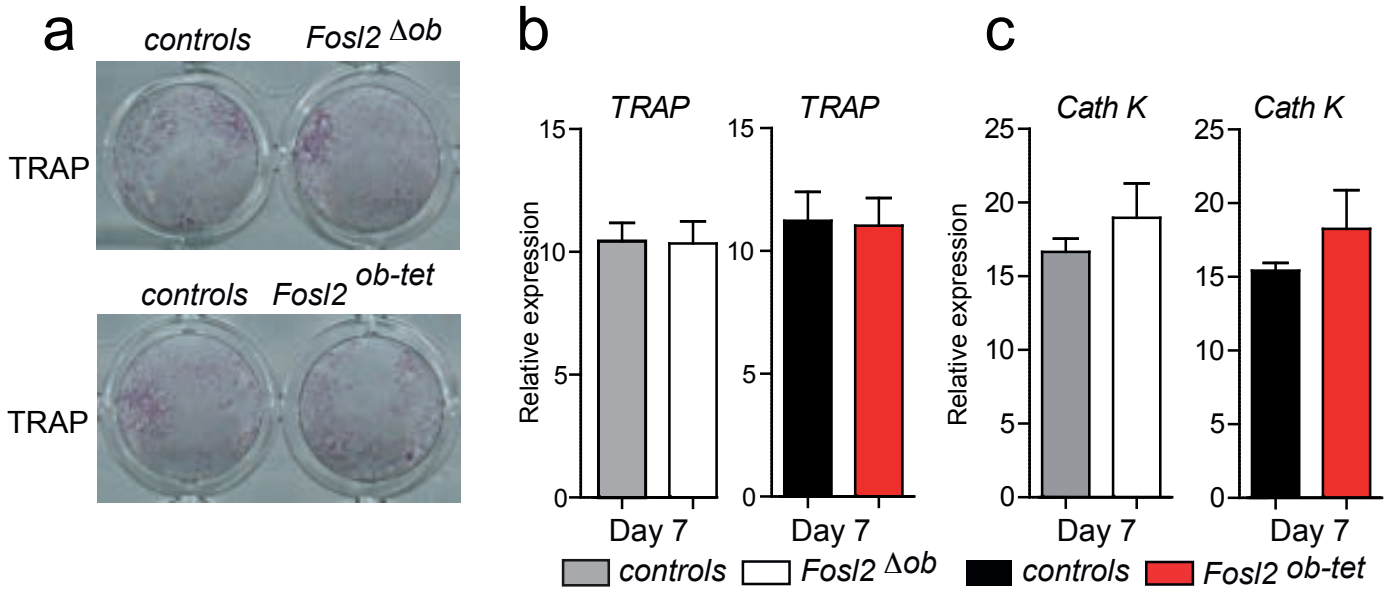 a
controls Fosl2 Δob
TRAP
controls Fosl2 ob-tet
TRAP
b
TRAP TRAP
Relative expression
15
10
5
0
Day 7
15
10
5
0
Day 7
c
Cath K Cath K
Relative expression
25
20
15
10
5
0
Day 7
25
20
15
10
5
0
Day 7
controls Fosl2 Δob controls Fosl2 ob-tet